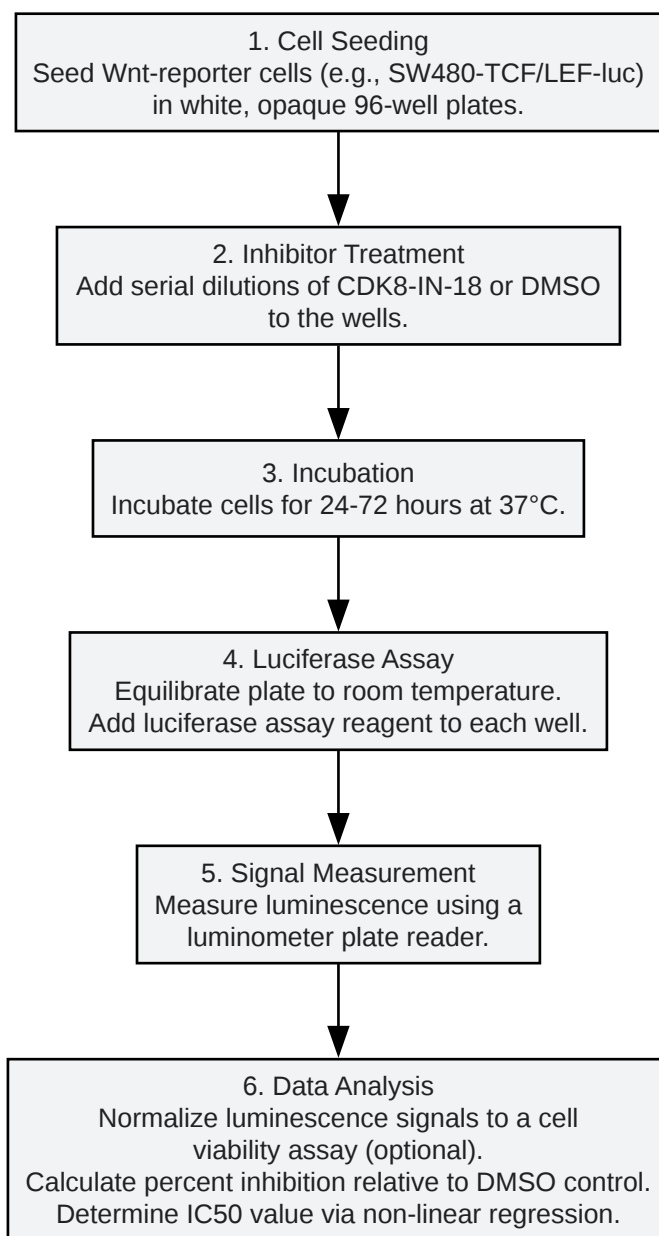 1. Cell Seeding
Seed Wnt-reporter cells (e.g., SW480-TCF/LEF-luc)
in white, opaque 96-well plates.
2. Inhibitor Treatment
Add serial dilutions of CDK8-IN-18 or DMSO
to the wells.
3. Incubation
Incubate cells for 24-72 hours at 37°C.
4. Luciferase Assay
Equilibrate plate to room temperature.
Add luciferase assay reagent to each well.
5. Signal Measurement
Measure luminescence using a
luminometer plate reader.
6. Data Analysis
Normalize luminescence signals to a cell
viability assay (optional).
Calculate percent inhibition relative to DMSO control.
Determine IC50 value via non-linear regression.